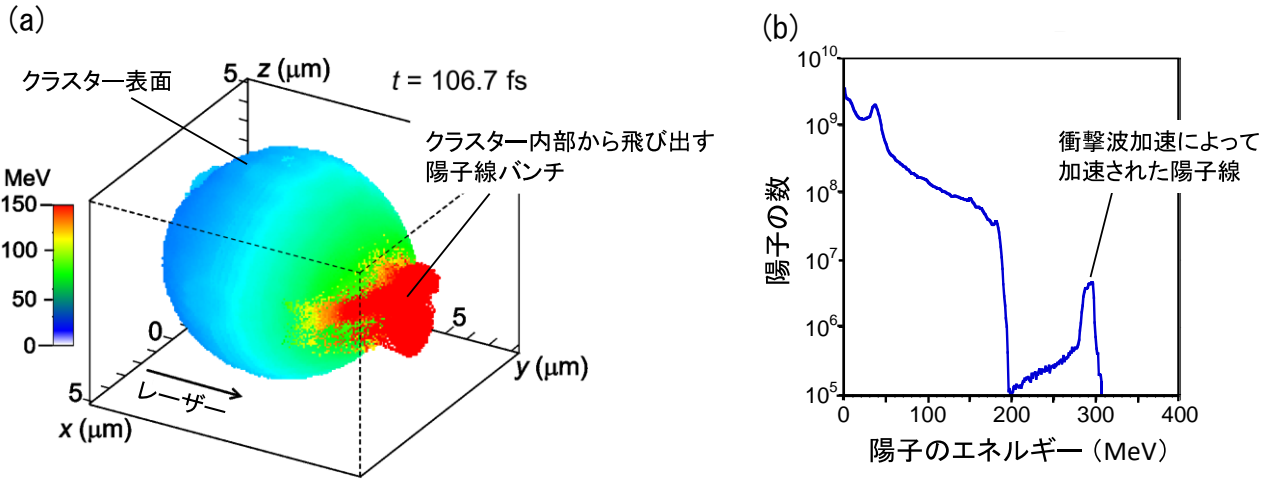 (a)
クラスター表面
5
z (μm)
t = 106.7 fs
クラスター内部から飛び出す
陽子線バンチ
MeV
150
100
50
0
0
5
レーザー
5
x (μm)
y (μm)
(b)
10^10
10^9
10^8
10^7
10^6
10^5
陽子の数
衝撃波加速によって
加速された陽子線
0
100
200
300
400
陽子のエネルギー（MeV）